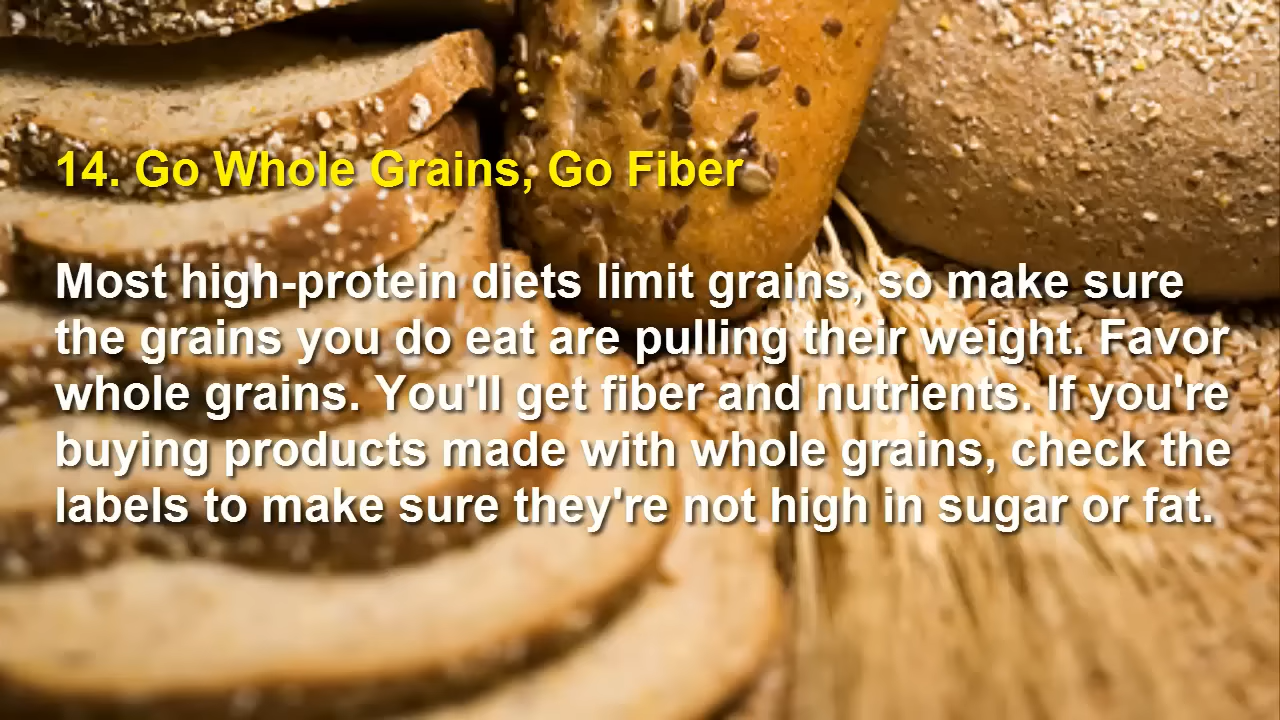 14. Go Whole Grains, Go Fiber
Most high-protein diets limit grains, so make sure
the grains you do eat are pulling their weight. Favor
whole grains. You'll get fiber and nutrients. If you're
buying products made with whole grains, check the
labels to make sure they're not high in sugar or fat.